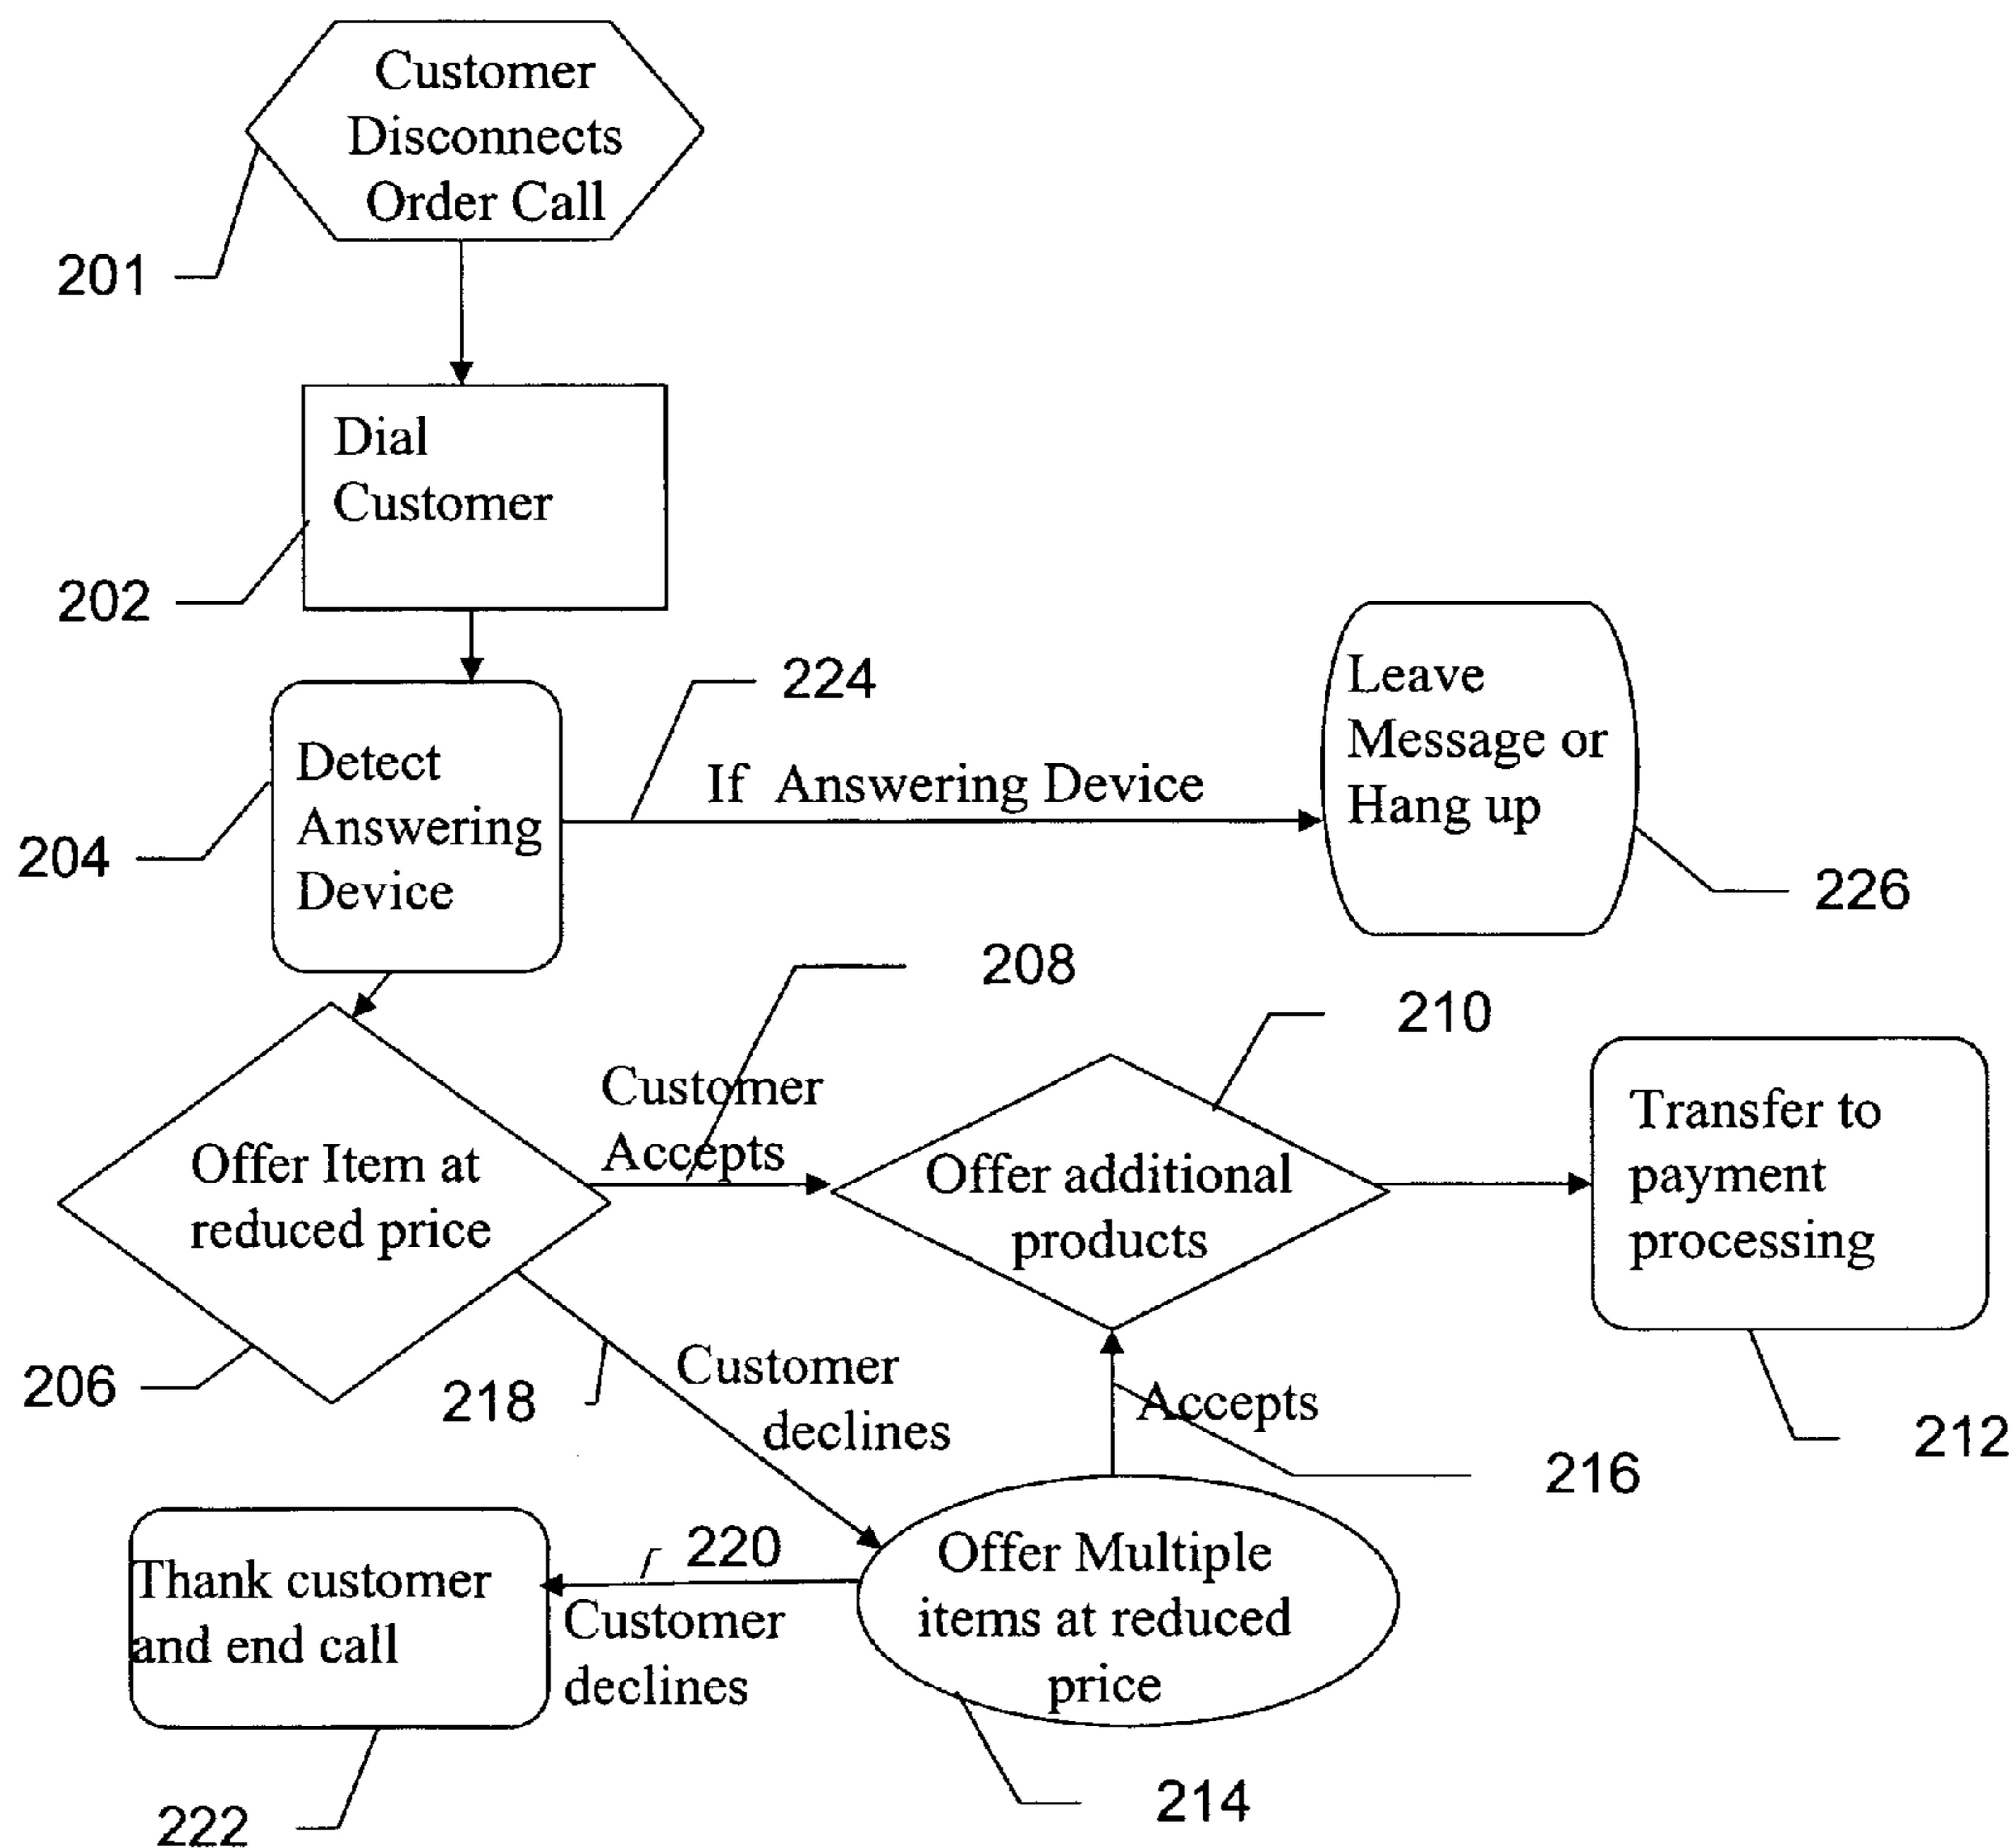 Customer
Disconnects
Order Call
201
Dial
Customer
202
224
Leave
Message or
Hang up
If Answering Device
Detect
Answering
Device
204
226
208
210
Customer
Accepts
Offer Item at
reduced price
Offer additional
products
Transfer to
payment
processing
206
218
Customer
declines
Accepts
212
216
220
Thank customer
and end call
Customer
declines
Offer Multiple
items at reduced
price
214
222